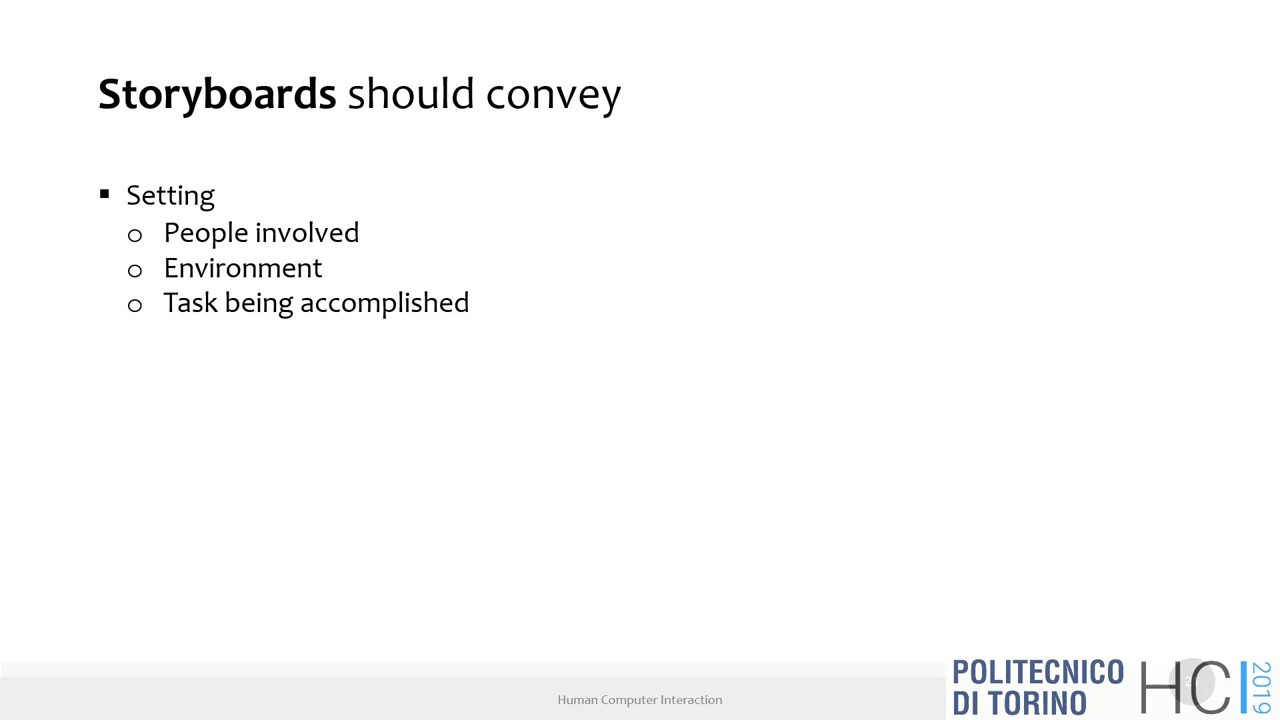 Storyboards should convey
▪ Setting
o People involved
o Environment
o Task being accomplished
Human Computer Interaction
POLITECNICO
DI TORINO
HCI
2019